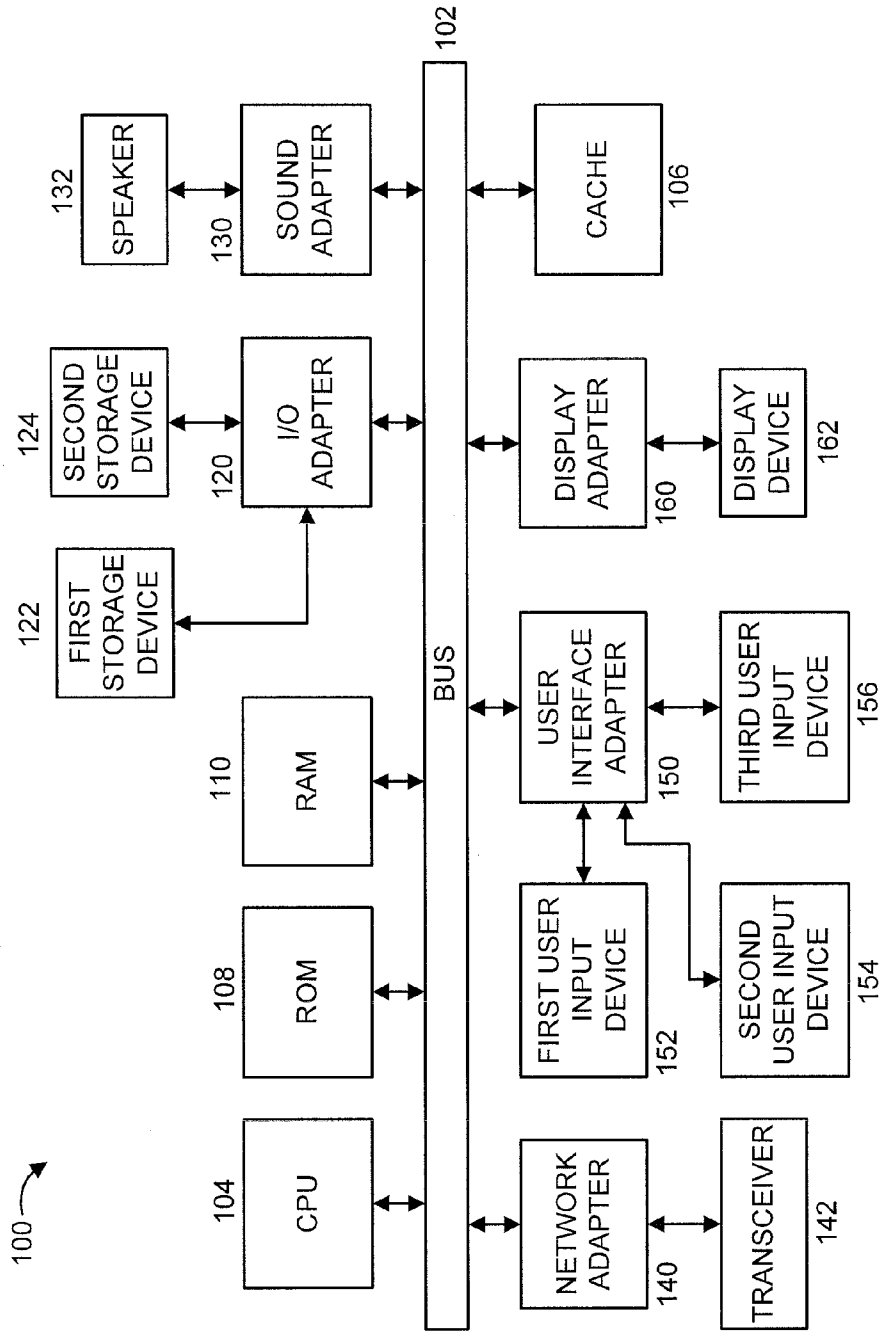 100
104
CPU
108
ROM
110
RAM
122
FIRST
STORAGE
DEVICE
124
SECOND
STORAGE
DEVICE
120
I/O
ADAPTER
132
SPEAKER
130
SOUND
ADAPTER
BUS
102
NETWORK
ADAPTER
140
TRANSCEIVER
142
FIRST USER
INPUT
DEVICE
152
SECOND
USER INPUT
DEVICE
154
USER
INTERFACE
ADAPTER
150
THIRD USER
INPUT
DEVICE
156
DISPLAY
ADAPTER
160
DISPLAY
DEVICE
162
CACHE
106